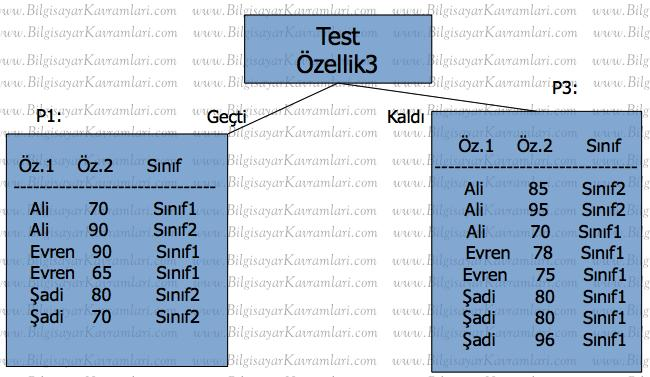 Test
Özellik3
P1:
Geçti
Kaldı
P3:
Öz.1 Öz.2 Sınıf
Ali 70 Sınıf1
Ali 90 Sınıf2
Evren 90 Sınıf1
Evren 65 Sınıf1
Şadi 80 Sınıf2
Şadi 70 Sınıf2
Öz.1 Öz.2 Sınıf
Ali 85 Sınıf2
Ali 95 Sınıf2
Ali 70 Sınıf1
Evren 78 Sınıf1
Evren 75 Sınıf1
Şadi 80 Sınıf1
Şadi 80 Sınıf1
Şadi 96 Sınıf1
www.BilgisayarKavramlari.com